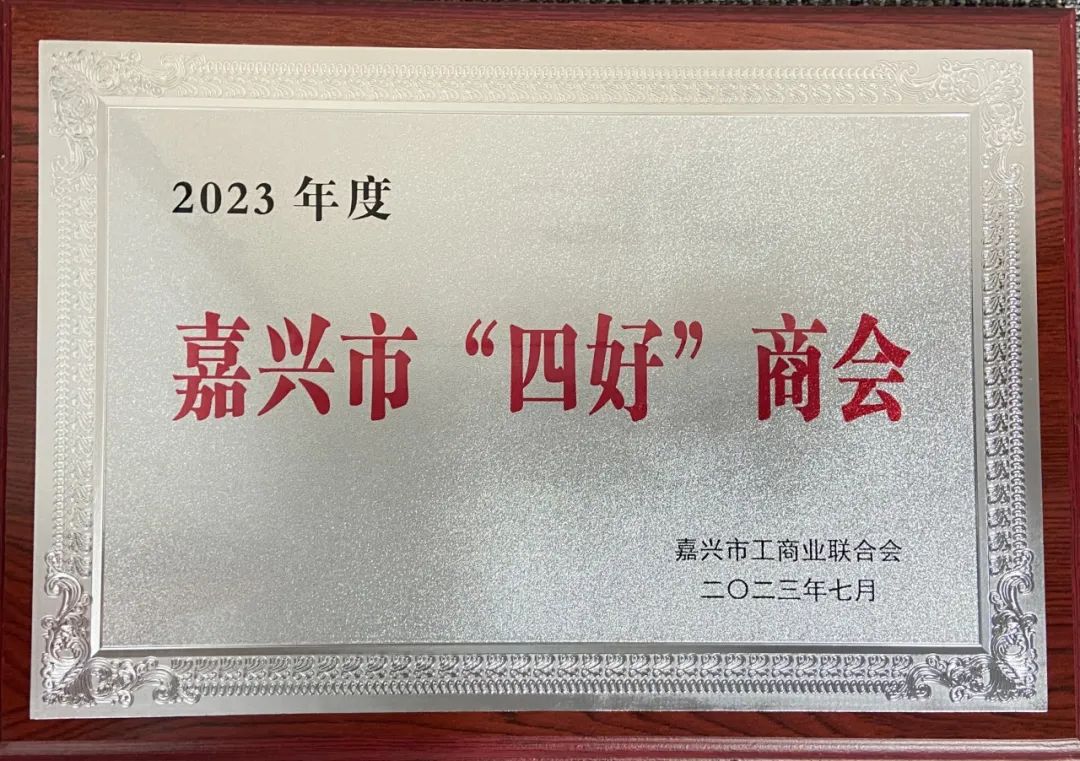 2023 年度
嘉兴市“四好”商会
嘉兴市工商业联合会
二〇二三年七月